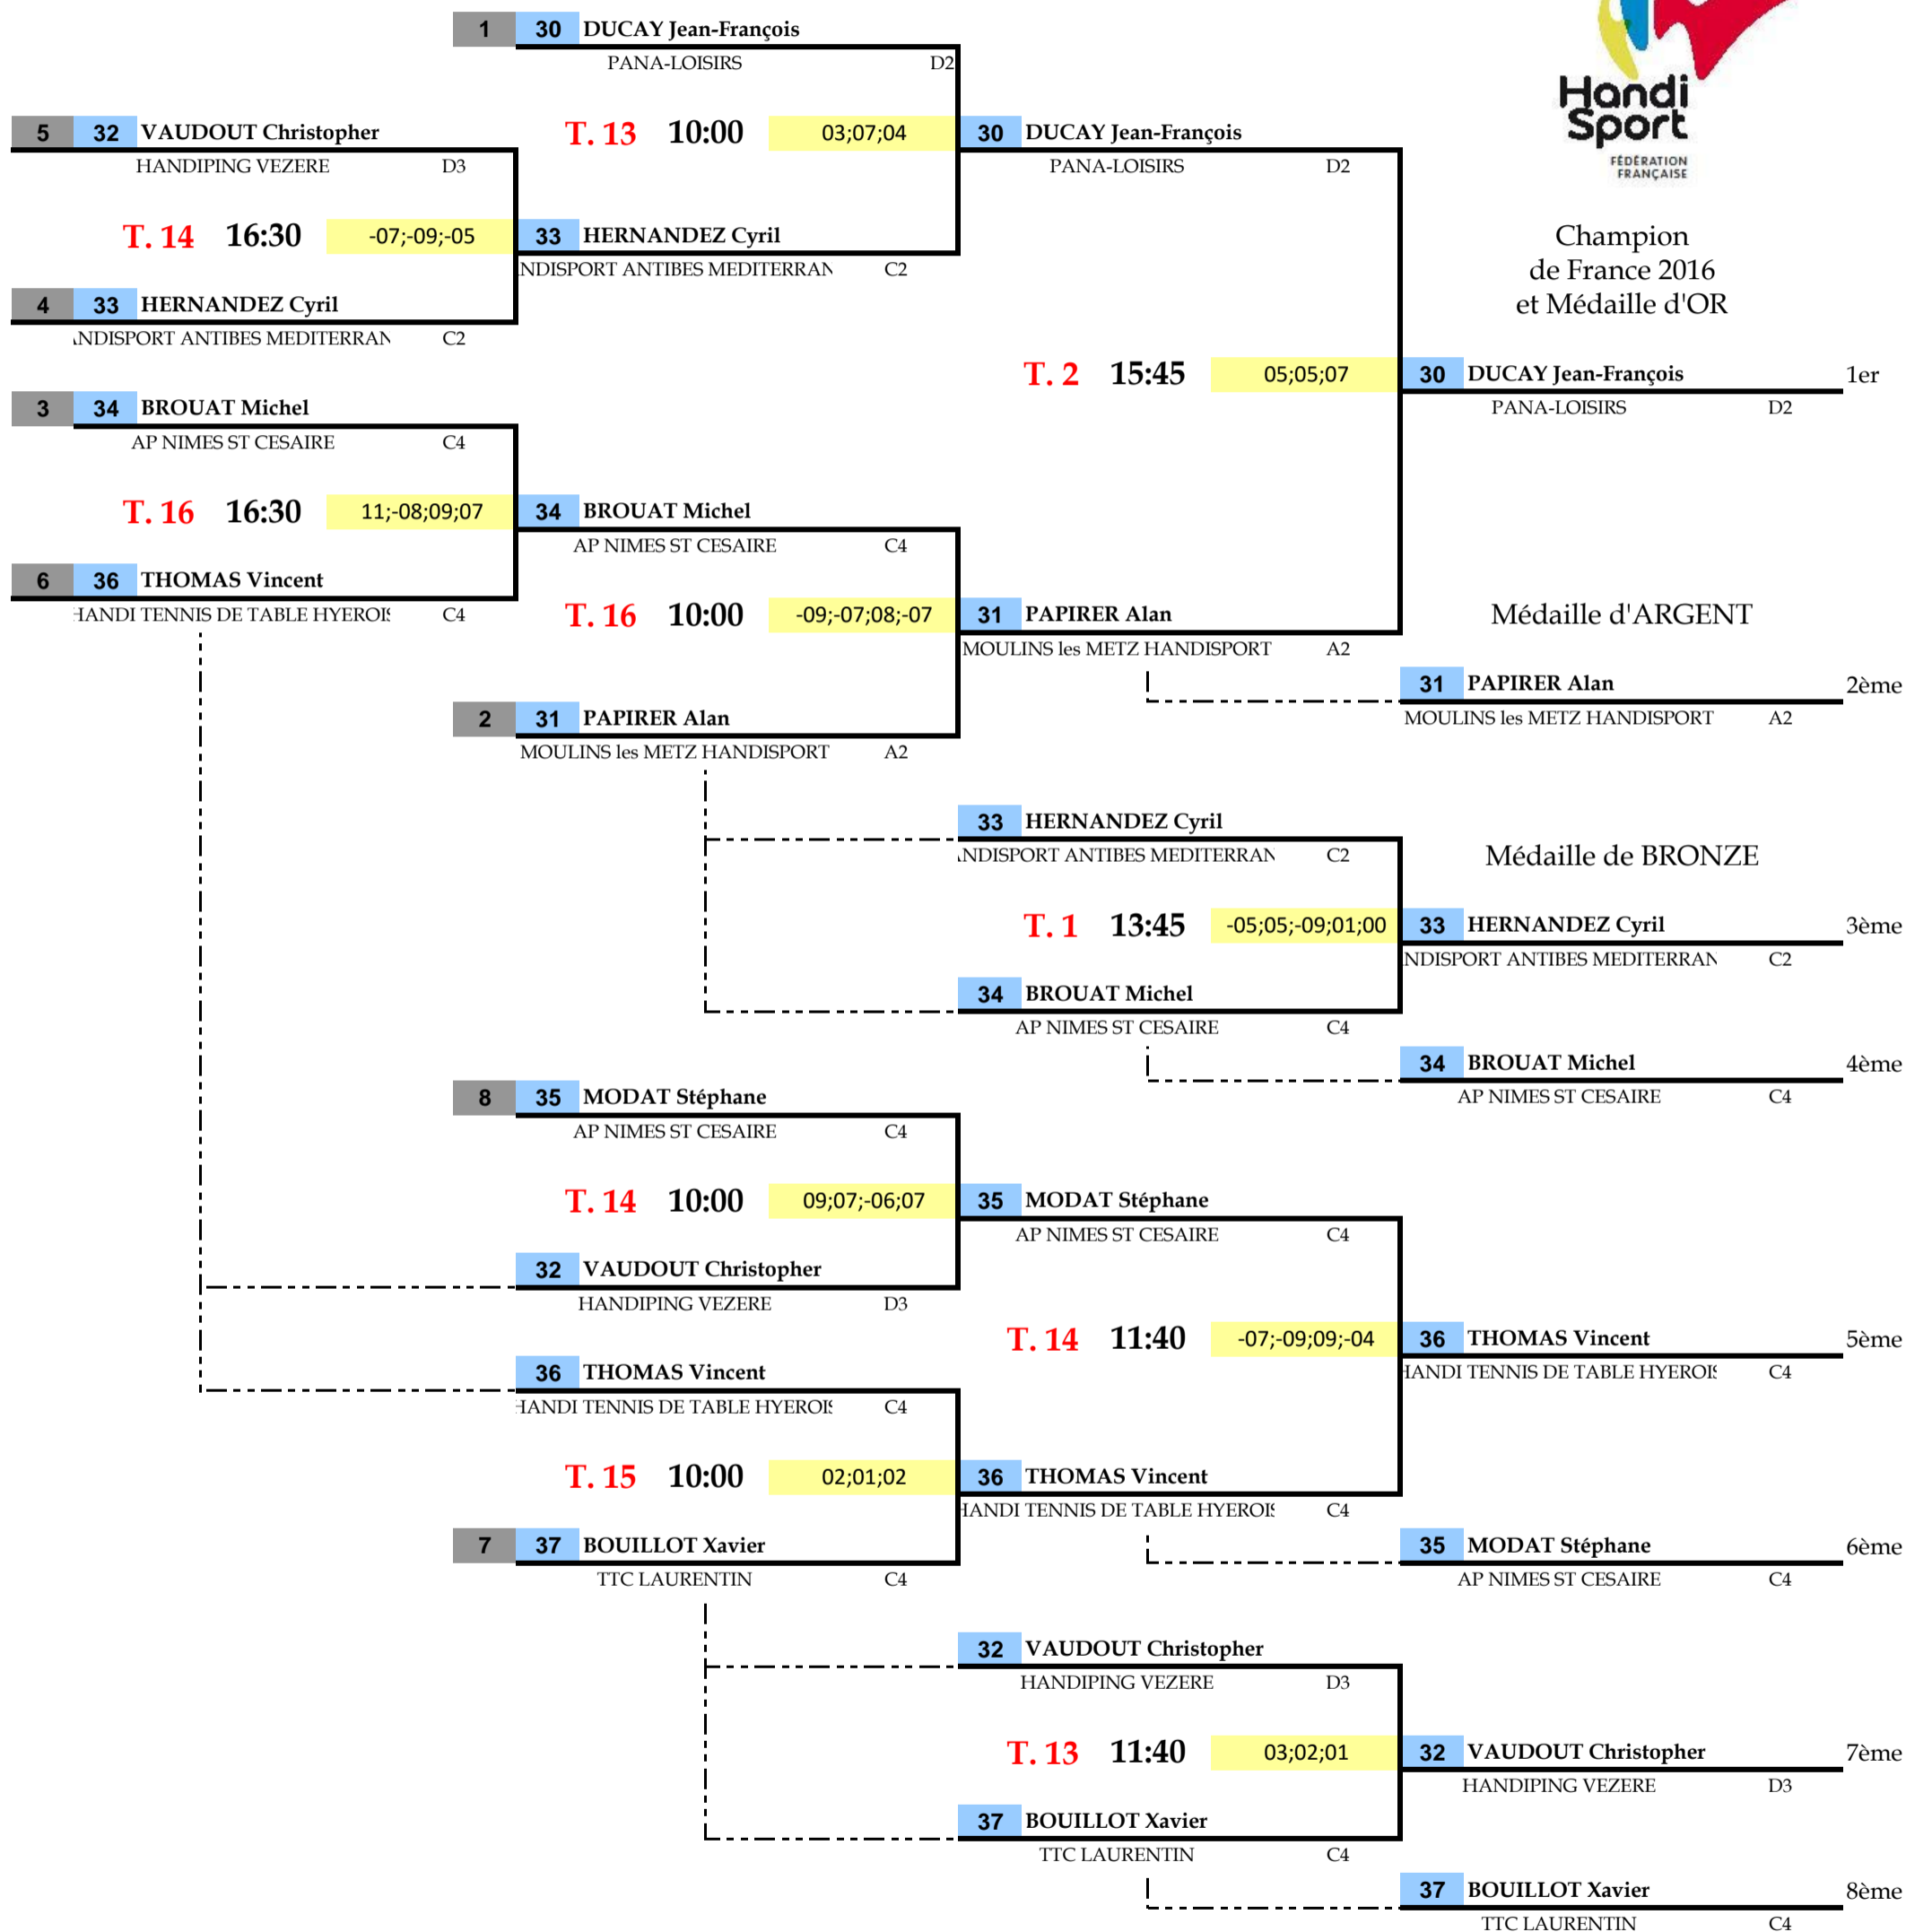 1 30 DUCAY Jean-François
PANA-LOISIRS D2
Handi
Sport
FÉDÉRATION
FRANÇAISE
5 32 VAUDOUT Christopher T. 13 10:00 03;07;04 30 DUCAY Jean-François
HANDIPING VEZERE D3 PANA-LOISIRS D2
T. 14 16:30 -07;-09;-05 33 HERNANDEZ Cyril
NDISPORT ANTIBES MEDITERRAN C2
Champion
de France 2016
et Médaille d'OR
4 33 HERNANDEZ Cyril
NDISPORT ANTIBES MEDITERRAN C2
T. 2 15:45 05;05;07 30 DUCAY Jean-François 1er
PANA-LOISIRS D2
3 34 BROUAT Michel
AP NIMES ST CESAIRE C4
T. 16 16:30 11;-08;09;07 34 BROUAT Michel
AP NIMES ST CESAIRE C4
6 36 THOMAS Vincent
HANDI TENNIS DE TABLE HYEROIS C4
T. 16 10:00 -09;-07;08;-07 31 PAPIRER Alan
MOULINS les METZ HANDISPORT A2
Médaille d'ARGENT
31 PAPIRER Alan 2ème
MOULINS les METZ HANDISPORT A2
2 31 PAPIRER Alan
MOULINS les METZ HANDISPORT A2
33 HERNANDEZ Cyril
NDISPORT ANTIBES MEDITERRAN C2
Médaille de BRONZE
T. 1 13:45 -05;05;-09;01;00 33 HERNANDEZ Cyril 3ème
NDISPORT ANTIBES MEDITERRAN C2
34 BROUAT Michel
AP NIMES ST CESAIRE C4
34 BROUAT Michel 4ème
AP NIMES ST CESAIRE C4
8 35 MODAT Stéphane
AP NIMES ST CESAIRE C4
T. 14 10:00 09;07;-06;07 35 MODAT Stéphane
AP NIMES ST CESAIRE C4
32 VAUDOUT Christopher
HANDIPING VEZERE D3
T. 14 11:40 -07;-09;09;-04 36 THOMAS Vincent 5ème
HANDI TENNIS DE TABLE HYEROIS C4
36 THOMAS Vincent
HANDI TENNIS DE TABLE HYEROIS C4
T. 15 10:00 02;01;02 36 THOMAS Vincent
HANDI TENNIS DE TABLE HYEROIS C4
7 37 BOUILLOT Xavier
TTC LAURENTIN C4
35 MODAT Stéphane 6ème
AP NIMES ST CESAIRE C4
32 VAUDOUT Christopher
HANDIPING VEZERE D3
T. 13 11:40 03;02;01 32 VAUDOUT Christopher 7ème
HANDIPING VEZERE D3
37 BOUILLOT Xavier
TTC LAURENTIN C4
37 BOUILLOT Xavier 8ème
TTC LAURENTIN C4